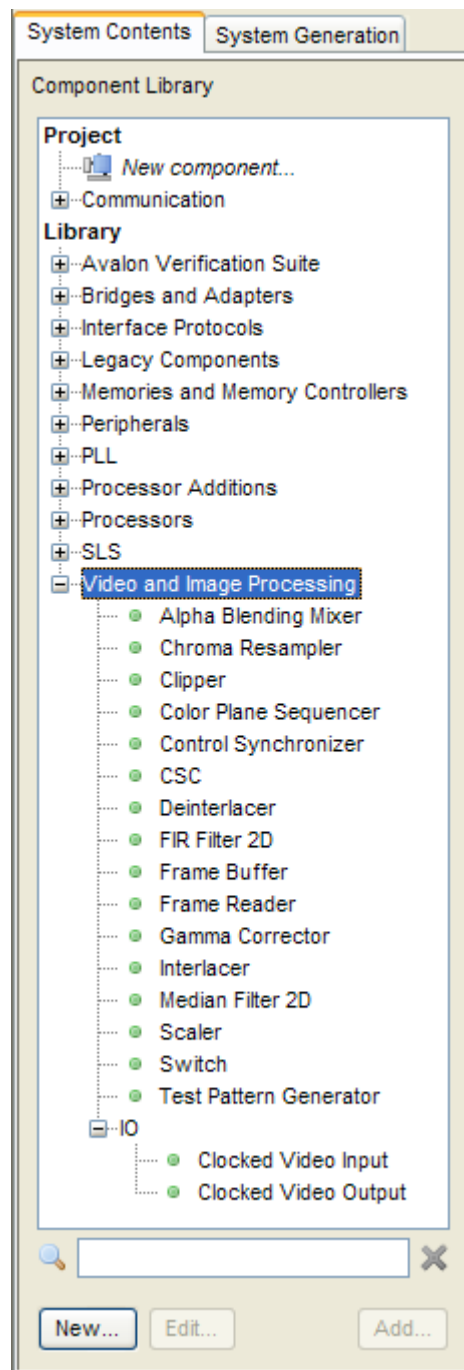 System Contents System Generation
Component Library
Project
New component...
Communication
Library
Avalon Verification Suite
Bridges and Adapters
Interface Protocols
Legacy Components
Memories and Memory Controllers
Peripherals
PLL
Processor Additions
Processors
SLS
Video and Image Processing
Alpha Blending Mixer
Chroma Resampler
Clipper
Color Plane Sequencer
Control Synchronizer
CSC
Deinterlacer
FIR Filter 2D
Frame Buffer
Frame Reader
Gamma Corrector
Interlacer
Median Filter 2D
Scaler
Switch
Test Pattern Generator
IO
Clocked Video Input
Clocked Video Output
New... Edit... Add...